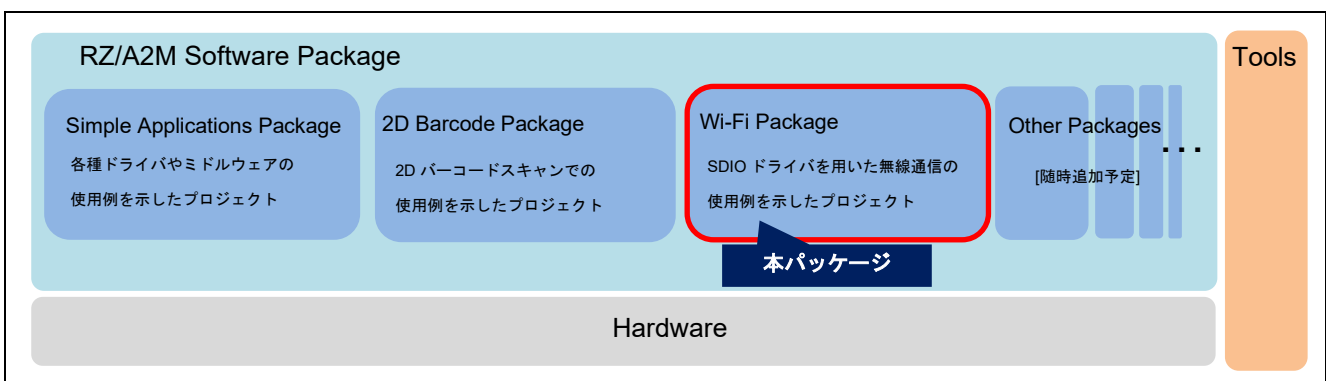 RZ/A2M Software Package
Tools
Simple Applications Package
各種ドライバやミドルウェアの
使用例を示したプロジェクト
2D Barcode Package
2D バーコードスキャンでの
使用例を示したプロジェクト
Wi-Fi Package
SDIO ドライバを用いた無線通信の
使用例を示したプロジェクト
本パッケージ
Other Packages
...
[随時追加予定]
Hardware